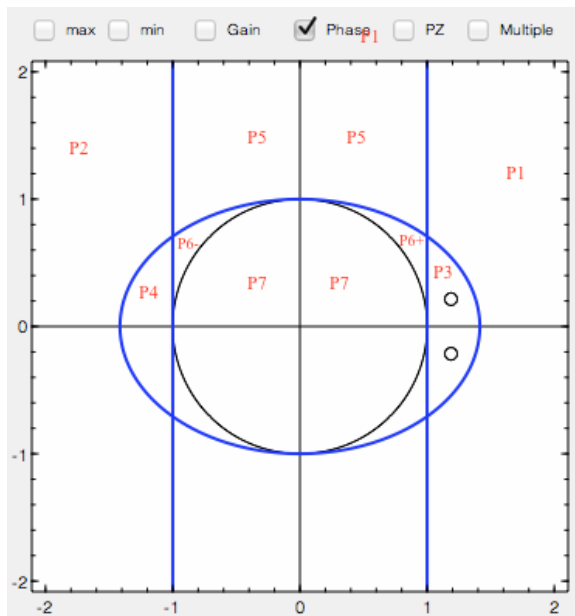 max min Gain Phase PZ Multiple
P1
2
P5 P5
P2
P1
1
P6- P6+
P3
P7 P7
P4
0
-1
-2
-2 -1 0 1 2